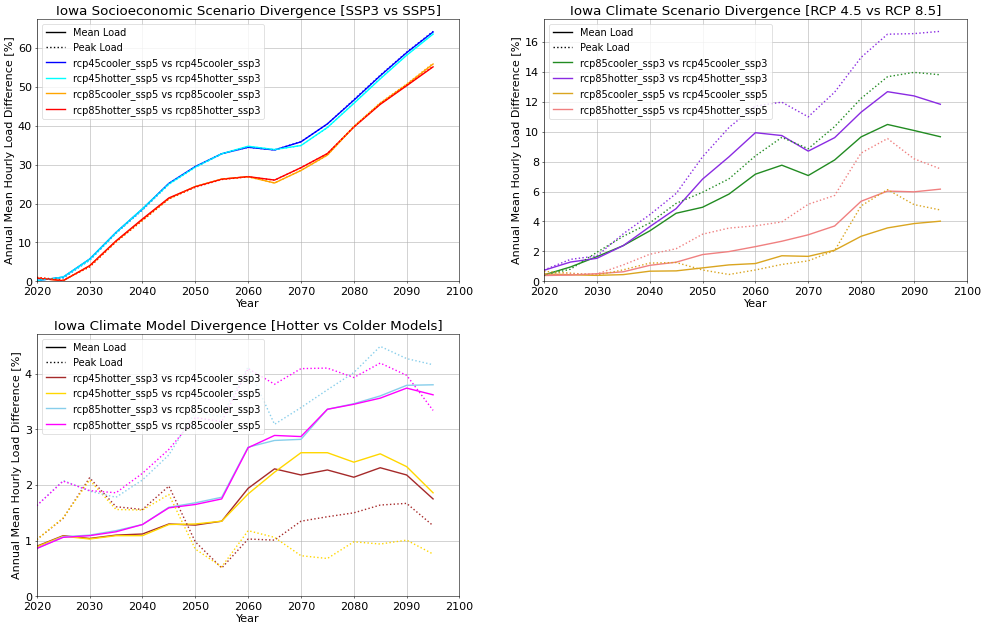 Iowa Socioeconomic Scenario Divergence [SSP3 vs SSP5]
Annual Mean Hourly Load Difference [%]
60
50
40
30
20
10
0
Mean Load
Peak Load
rcp45cooler_ssp5 vs rcp45cooler_ssp3
rcp45hotter_ssp5 vs rcp45hotter_ssp3
rcp85cooler_ssp5 vs rcp85cooler_ssp3
rcp85hotter_ssp5 vs rcp85hotter_ssp3
2020 2030 2040 2050 2060 2070 2080 2090 2100
Year
Iowa Climate Scenario Divergence [RCP 4.5 vs RCP 8.5]
Annual Mean Hourly Load Difference [%]
16
14
12
10
8
6
4
2
0
Mean Load
Peak Load
rcp85cooler_ssp3 vs rcp45cooler_ssp3
rcp85hotter_ssp3 vs rcp45hotter_ssp3
rcp85cooler_ssp5 vs rcp45cooler_ssp5
rcp85hotter_ssp5 vs rcp45hotter_ssp5
2020 2030 2040 2050 2060 2070 2080 2090 2100
Year
Iowa Climate Model Divergence [Hotter vs Colder Models]
Annual Mean Hourly Load Difference [%]
4
3
2
1
0
Mean Load
Peak Load
rcp45hotter_ssp3 vs rcp45cooler_ssp3
rcp45hotter_ssp5 vs rcp45cooler_ssp5
rcp85hotter_ssp3 vs rcp85cooler_ssp3
rcp85hotter_ssp5 vs rcp85cooler_ssp5
2020 2030 2040 2050 2060 2070 2080 2090 2100
Year